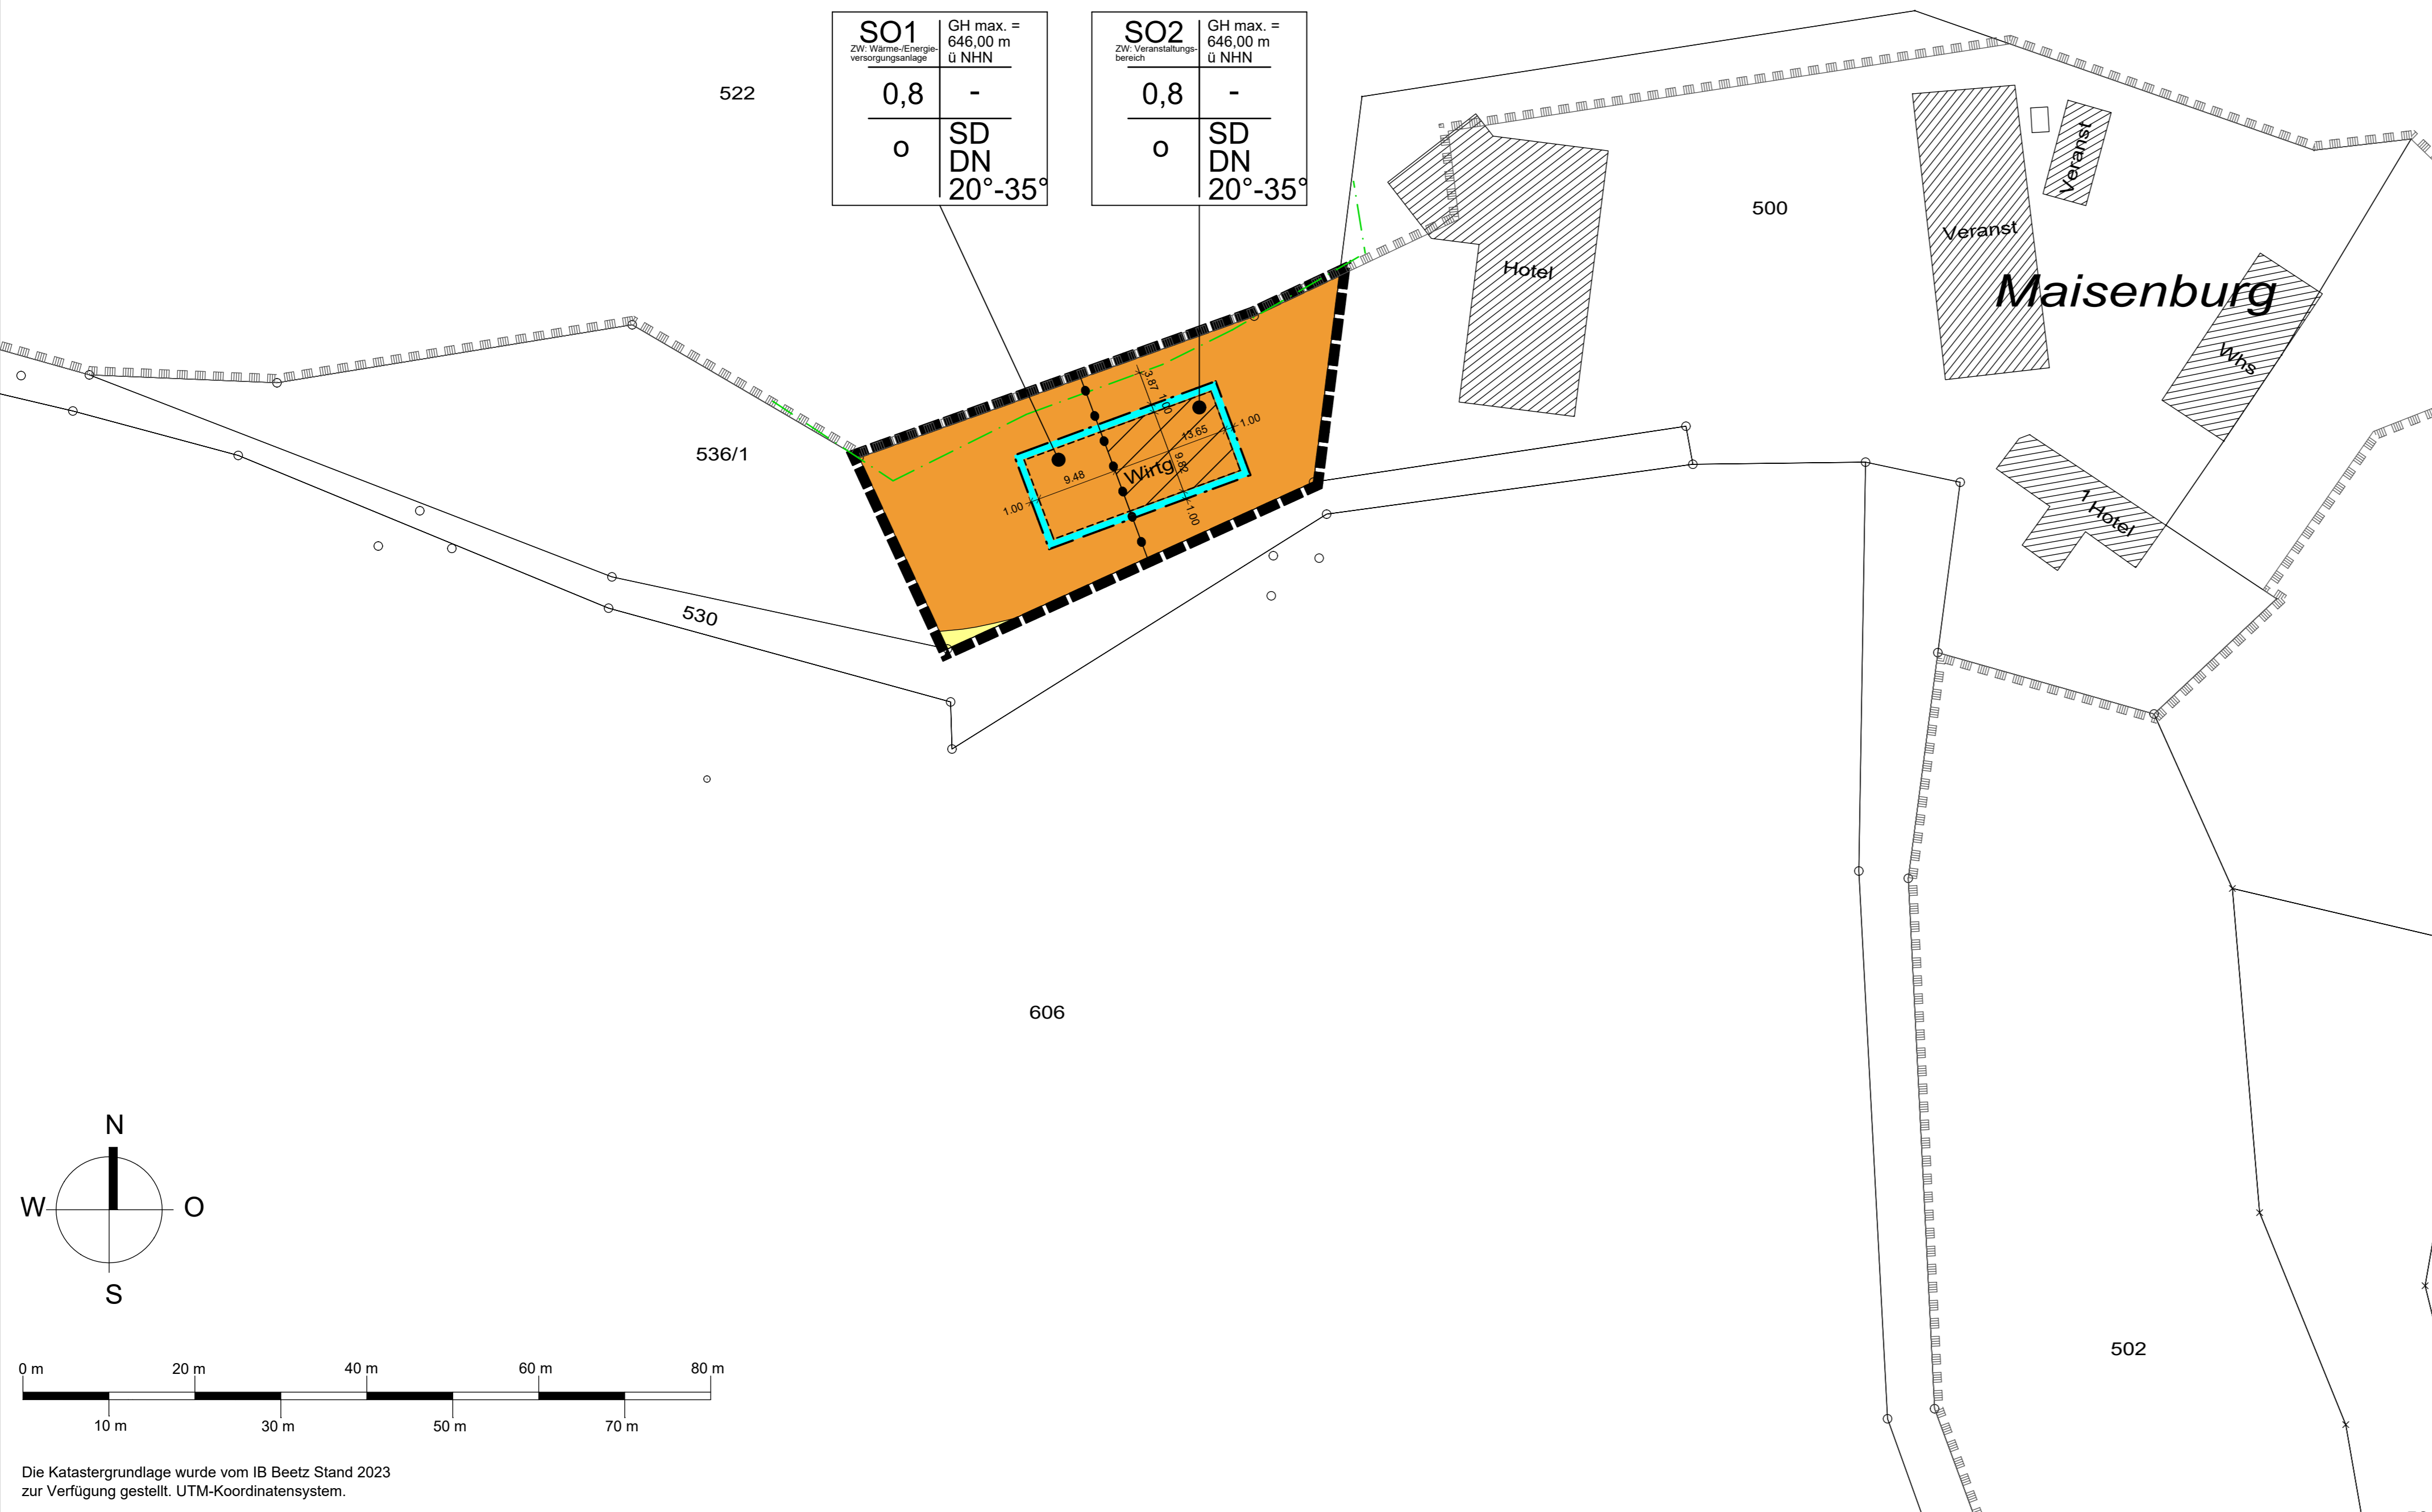 SO1
ZW: Wärme-/Energie-
versorgungsanlage
GH max. =
646,00 m
ü NHN
0,8
-
o
SD
DN
20°-35°
SO2
ZW: Veranstaltungs-
bereich
GH max. =
646,00 m
ü NHN
0,8
-
o
SD
DN
20°-35°
522
500
Veranst
Veranst
Hotel
Maisenburg
Whs
536/1
3.87
1.00
13.65
1.00
9.82
Wirtg
9.48
1.00
1.00
7
Hotel
530
606
502
N
W
O
S
0 m
20 m
40 m
60 m
80 m
10 m
30 m
50 m
70 m
Die Katastergrundlage wurde vom IB Beetz Stand 2023
zur Verfügung gestellt. UTM-Koordinatensystem.